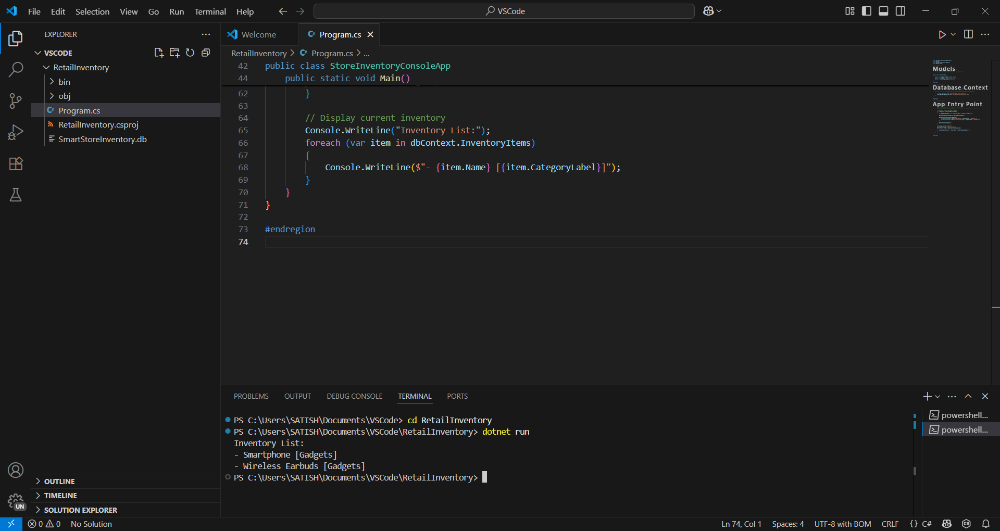 File Edit Selection View Go Run Terminal Help
VSCode
EXPLORER
VSCODE
RetailInventory
bin
obj
Program.cs
RetailInventory.csproj
SmartStoreInventory.db
OUTLINE
TIMELINE
SOLUTION EXPLORER
Welcome
Program.cs
RetailInventory > Program.cs > ...
42 public class StoreInventoryConsoleApp
44 public static void Main()
62 }
63
64 // Display current inventory
65 Console.WriteLine("Inventory List:");
66 foreach (var item in dbContext.InventoryItems)
67 {
68 Console.WriteLine($"- {item.Name} [{item.CategoryLabel}]");
69 }
70 }
71 }
72
73 #endregion
74
Models
Database Context
App Entry Point
PROBLEMS OUTPUT DEBUG CONSOLE TERMINAL PORTS
PS C:\Users\SATISH\Documents\VSCode> cd RetailInventory
PS C:\Users\SATISH\Documents\VSCode\RetailInventory> dotnet run
Inventory List:
- Smartphone [Gadgets]
- Wireless Earbuds [Gadgets]
PS C:\Users\SATISH\Documents\VSCode\RetailInventory>
powershell...
powershell...
UN
0 0 No Solution
Ln 74, Col 1 Spaces: 4 UTF-8 with BOM CRLF {} C#